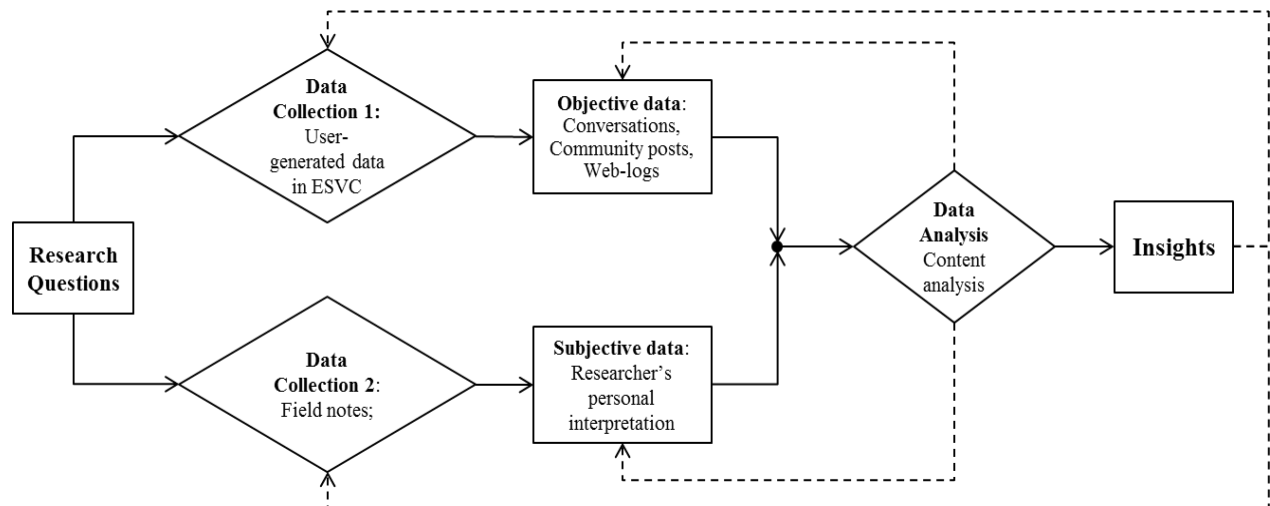 Research
Questions
Data
Collection 1:
User-
generated data
in ESVC
Objective data:
Conversations,
Community posts,
Web-logs
Data
Collection 2:
Field notes;
Subjective data:
Researcher’s
personal
interpretation
Data
Analysis
Content
analysis
Insights